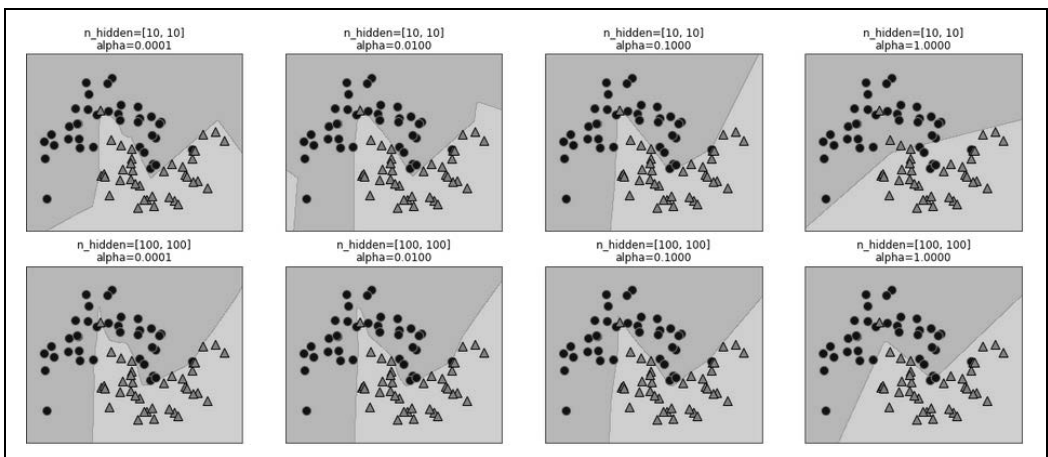 n_hidden=[10, 10]
alpha=0.0001
n_hidden=[10, 10]
alpha=0.0100
n_hidden=[10, 10]
alpha=0.1000
n_hidden=[10, 10]
alpha=1.0000
n_hidden=[100, 100]
alpha=0.0001
n_hidden=[100, 100]
alpha=0.0100
n_hidden=[100, 100]
alpha=0.1000
n_hidden=[100, 100]
alpha=1.0000